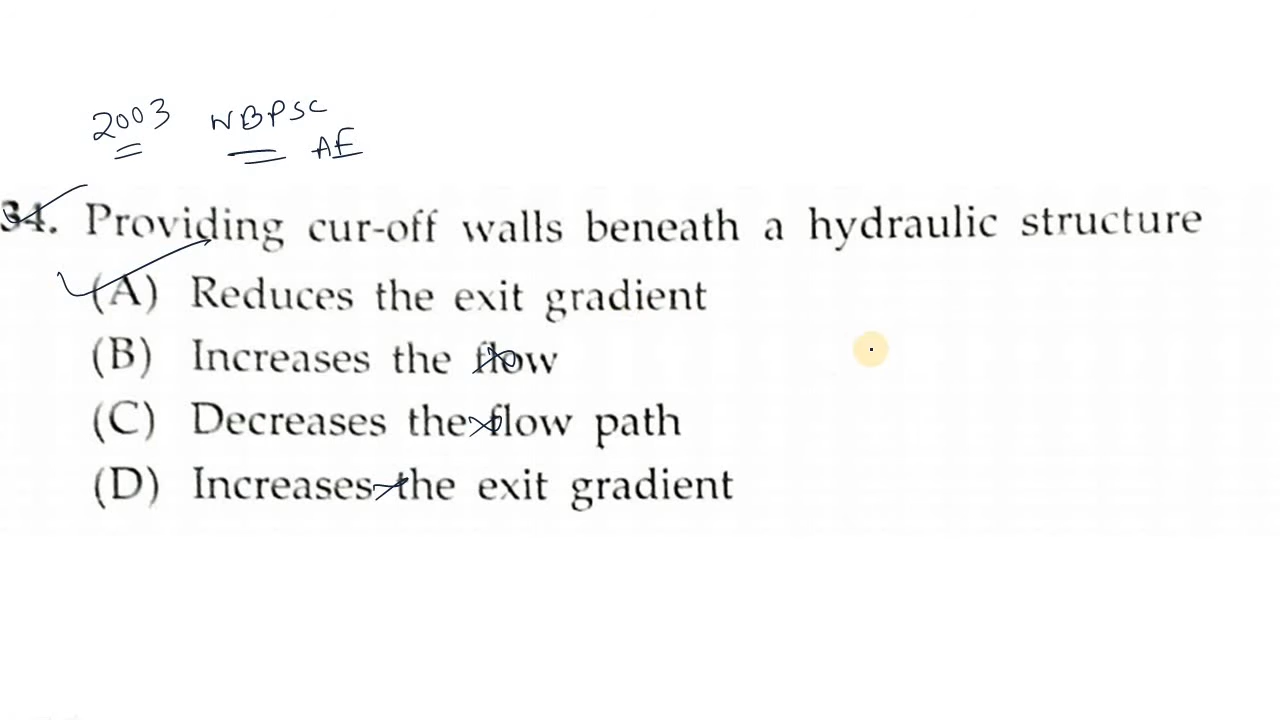 2003 WBPSC
AE
34. Providing cur-off walls beneath a hydraulic structure
(A) Reduces the exit gradient
(B) Increases the flow
(C) Decreases the flow path
(D) Increases the exit gradient